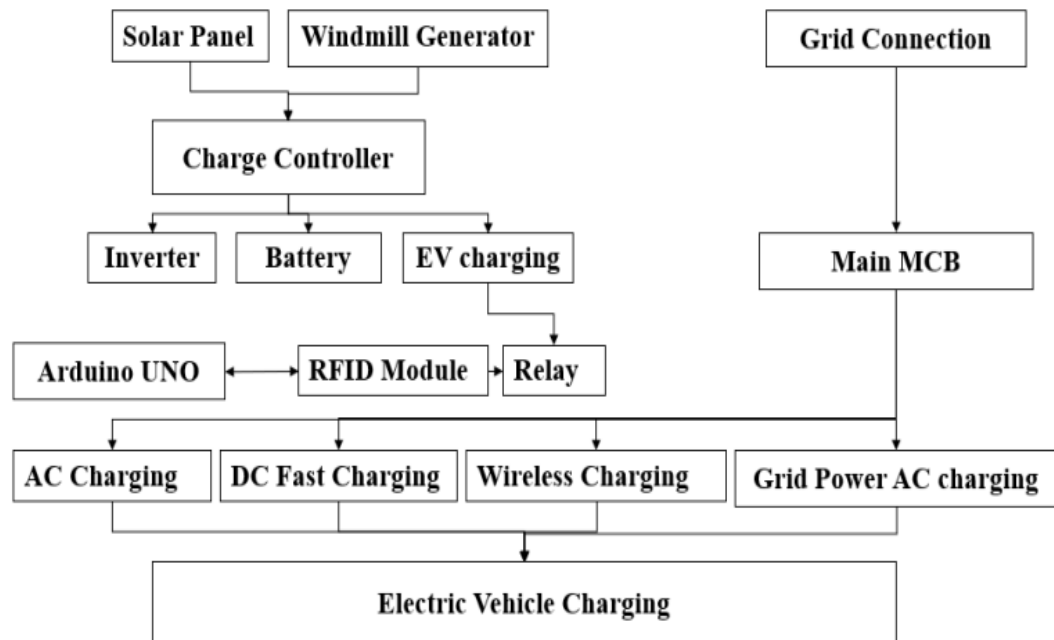 Solar Panel
Windmill Generator
Grid Connection
Charge Controller
Inverter
Battery
EV charging
Main MCB
Arduino UNO
RFID Module
Relay
AC Charging
DC Fast Charging
Wireless Charging
Grid Power AC charging
Electric Vehicle Charging